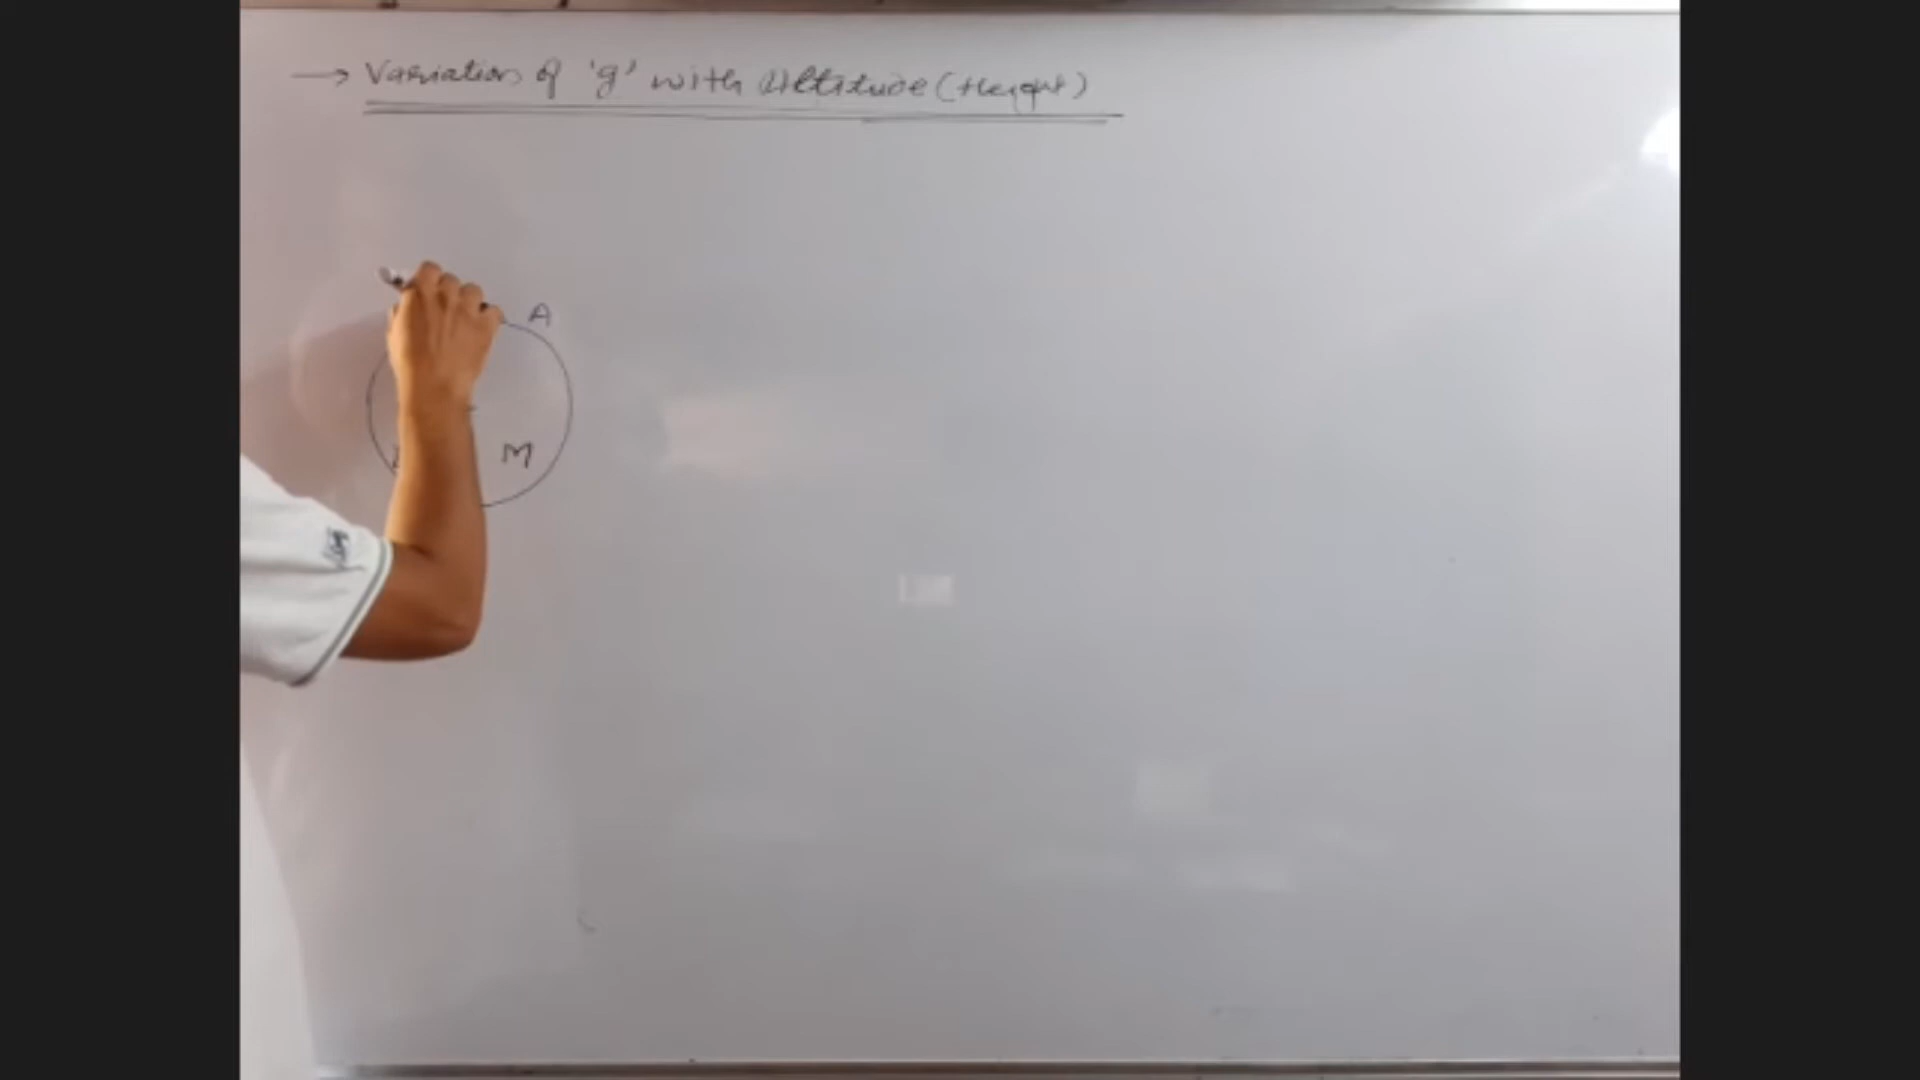 → Variation of 'g' with Altitude (Height)
A
M